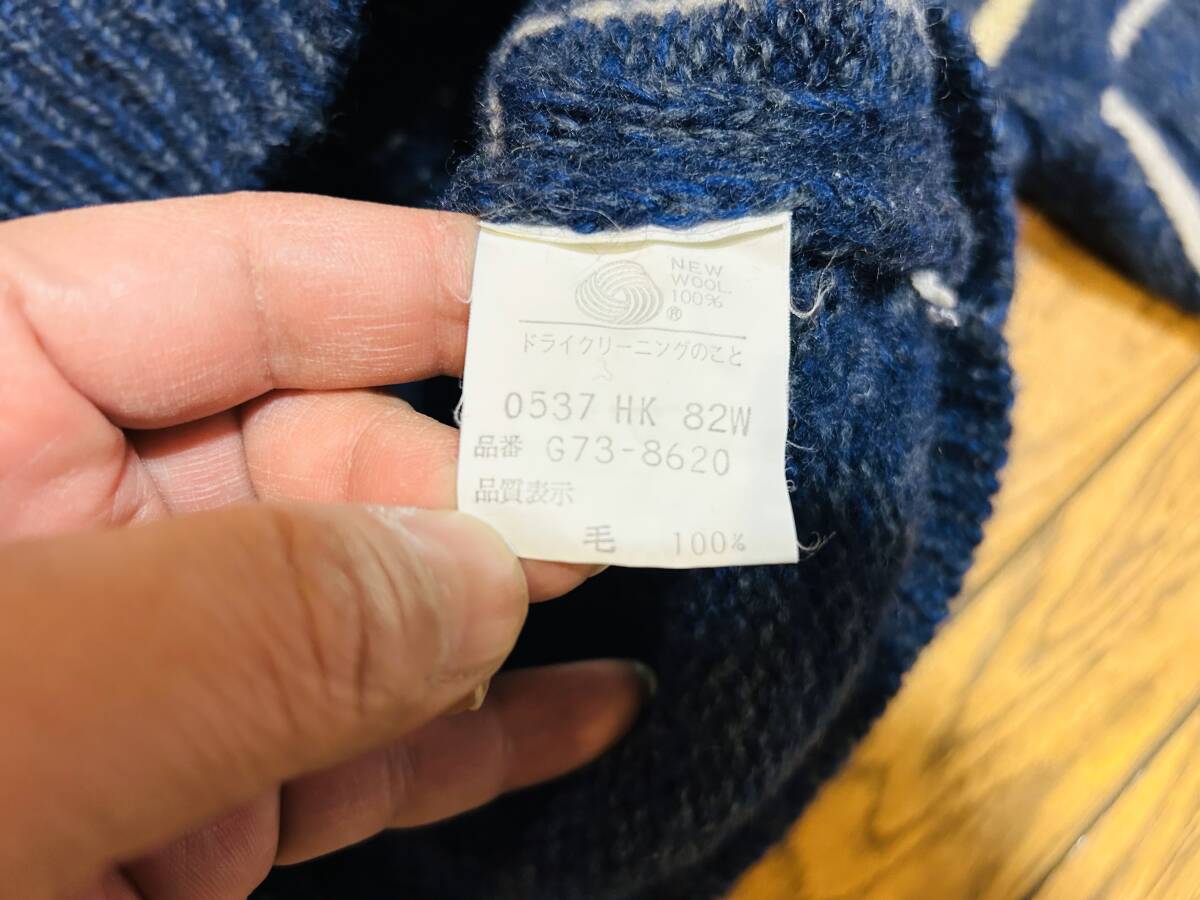 NEW
WOOL
100%
®
ドライクリーニングのこと
0537 HK 82W
品番 G73-8620
品質表示
毛 100%